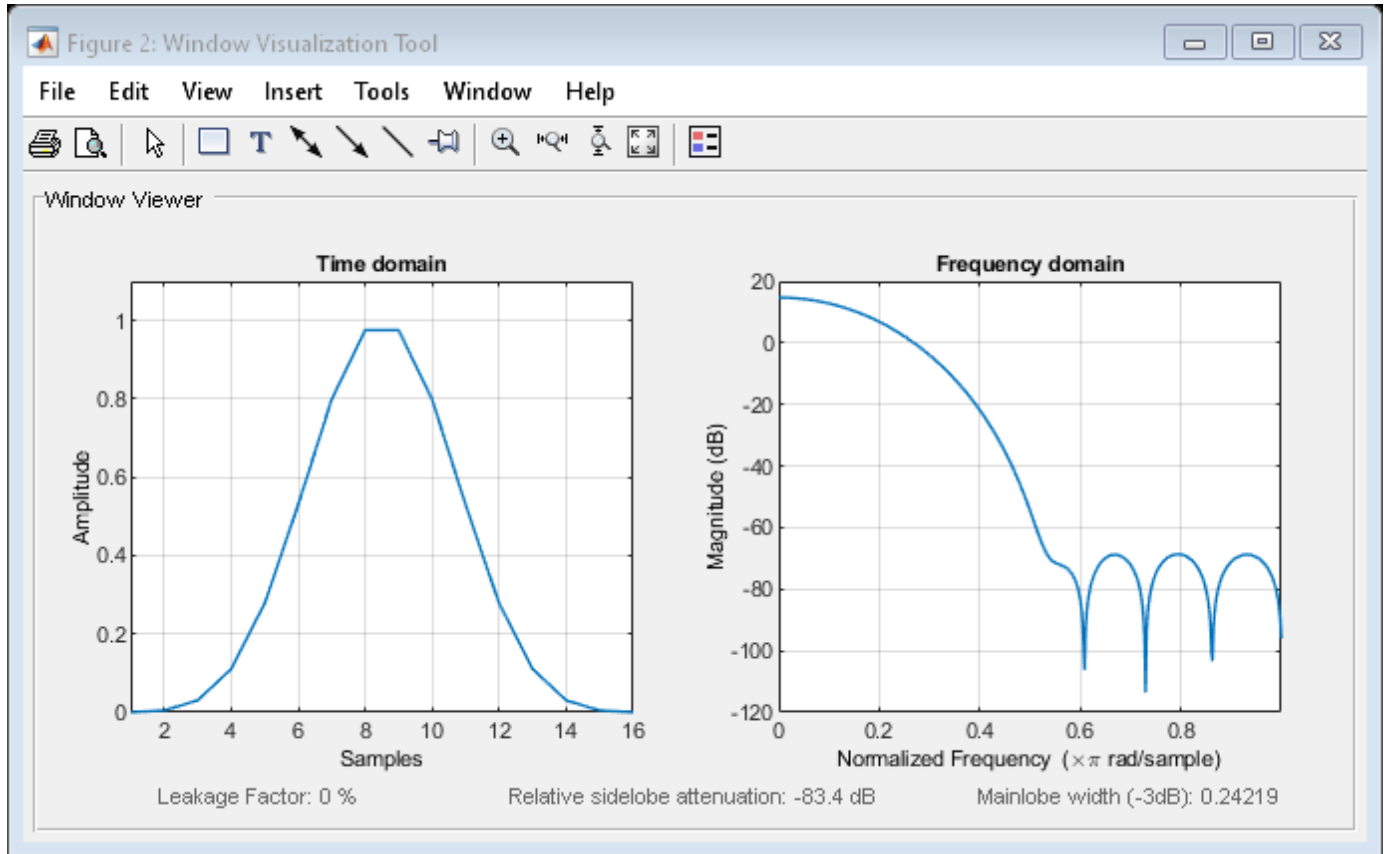 Figure 2: Window Visualization Tool
File Edit View Insert Tools Window Help
T
Window Viewer
Time domain
Amplitude
1
0.8
0.6
0.4
0.2
0
2 4 6 8 10 12 14 16
Samples
Frequency domain
Magnitude (dB)
20
0
-20
-40
-60
-80
-100
-120
0 0.2 0.4 0.6 0.8
Normalized Frequency (×π rad/sample)
Leakage Factor: 0 % Relative sidelobe attenuation: -83.4 dB Mainlobe width (-3dB): 0.24219